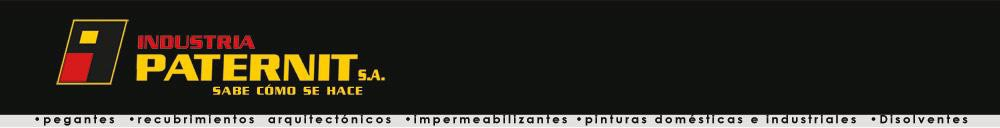 INDUSTRIA
PATERNIT S.A.
SABE CÓMO SE HACE
•pegantes •recubrimientos arquitectónicos •impermeabilizantes •pinturas domésticas e industriales •Disolventes